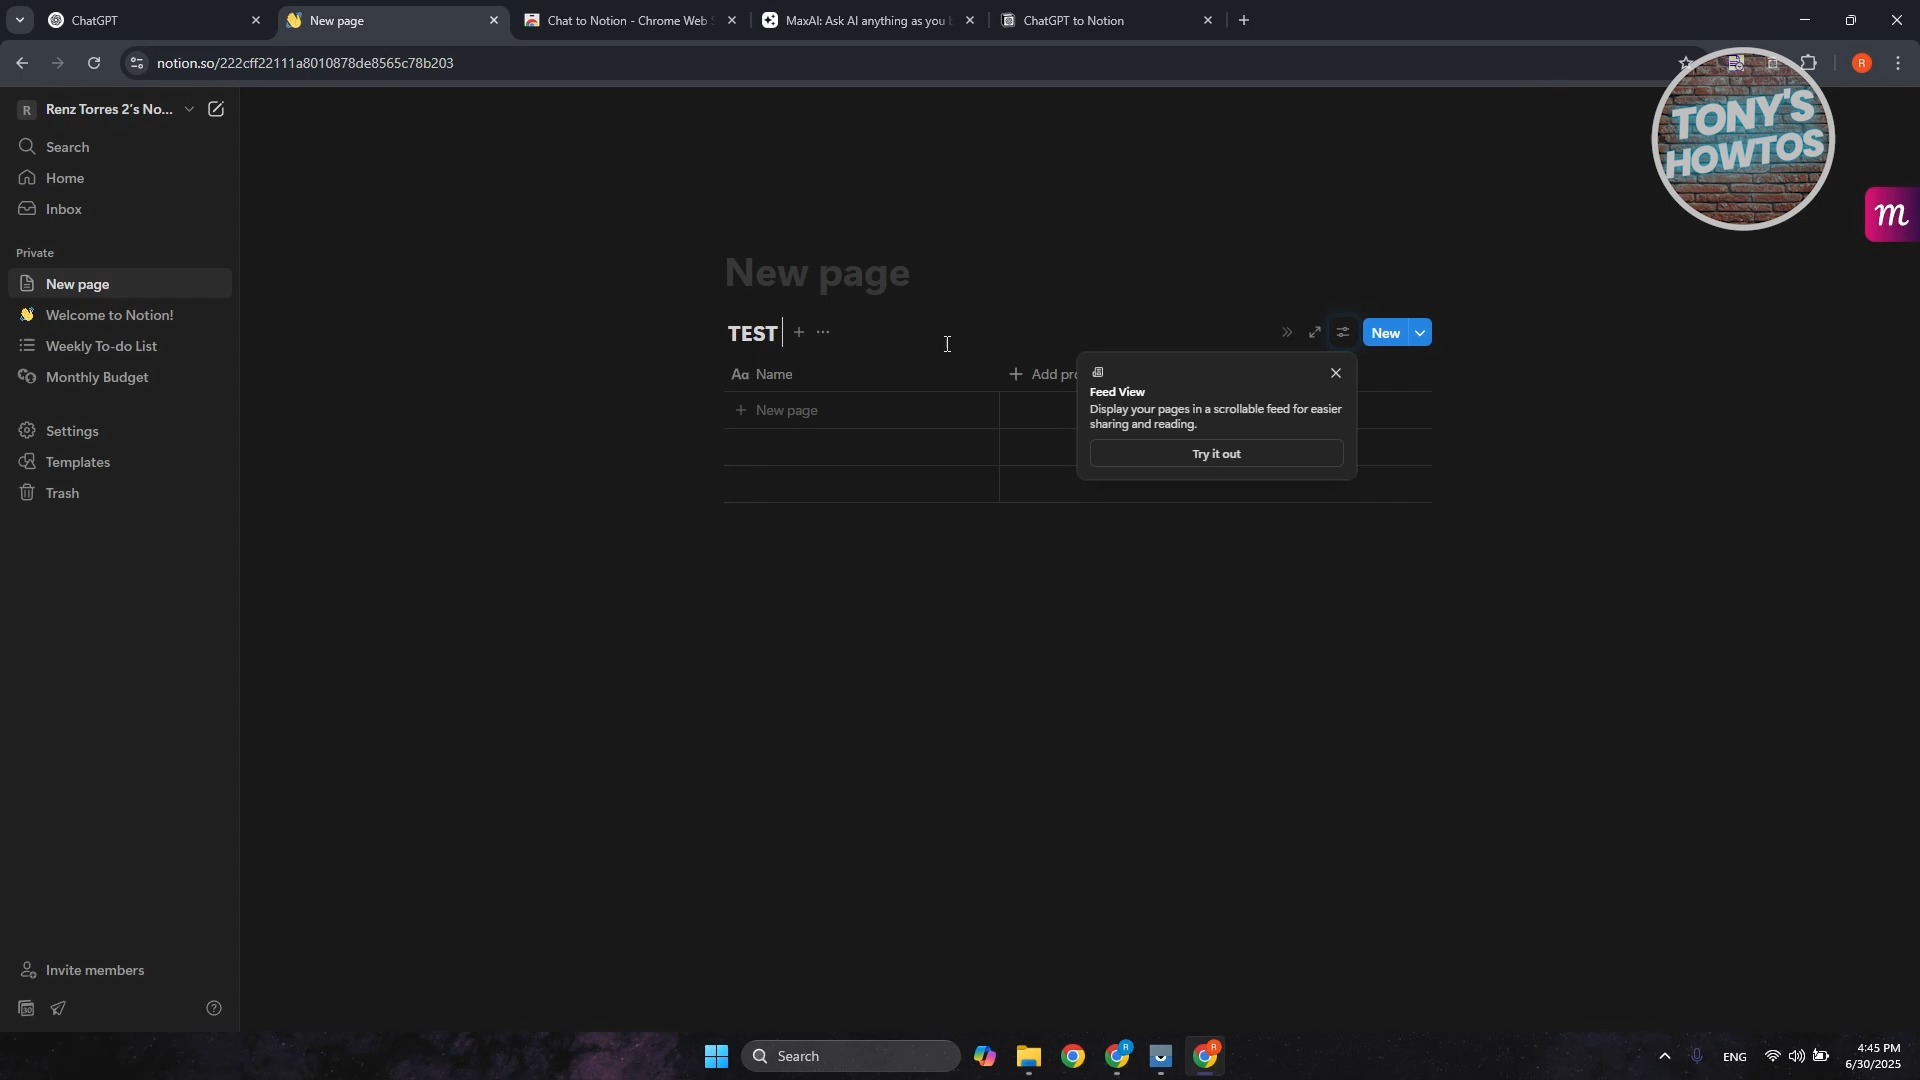 ChatGPT
New page
Chat to Notion - Chrome Web S
MaxAI: Ask AI anything as you b
ChatGPT to Notion
notion.so/222cff22111a8010878de8565c78b203
R
TONY'S
HOWTOS
m
R
Renz Torres 2's No...
Search
Home
Inbox
Private
New page
Welcome to Notion!
Weekly To-do List
Monthly Budget
Settings
Templates
Trash
Invite members
30
New page
TEST
New
Aa Name
Add pro
New page
Feed View
Display your pages in a scrollable feed for easier
sharing and reading.
Try it out
Search
R
R
ENG
4:45 PM
6/30/2025